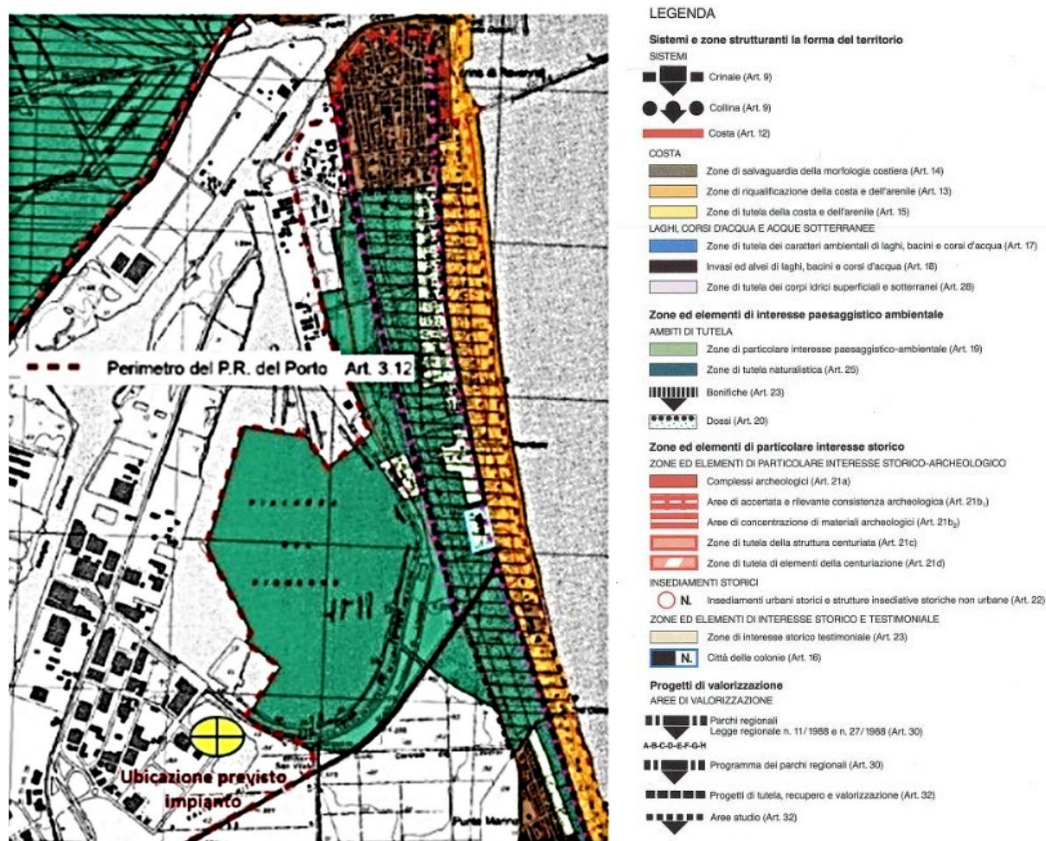 Marina di Ravenna
Perimetro del P.R. del Porto Art. 3.12
Ubicazione previsto
impianto
Punta Marina
LEGENDA
Sistemi e zone strutturanti la forma del territorio
SISTEMI
Crinale (Art. 9)
Collina (Art. 9)
Costa (Art. 12)
COSTA
Zone di salvaguardia della morfologia costiera (Art. 14)
Zone di riqualificazione della costa e dell'arenile (Art. 13)
Zone di tutela della costa e dell'arenile (Art. 15)
LAGHI, CORSI D'ACQUA E ACQUE SOTTERRANEE
Zone di tutela dei caratteri ambientali di laghi, bacini e corsi d'acqua (Art. 17)
Invasi ed alvei di laghi, bacini e corsi d'acqua (Art. 18)
Zone di tutela dei corpi idrici superficiali e sotterranei (Art. 28)
Zone ed elementi di interesse paesaggistico ambientale
AMBITI DI TUTELA
Zone di particolare interesse paesaggistico-ambientale (Art. 19)
Zone di tutela naturalistica (Art. 25)
Bonifiche (Art. 23)
Dossi (Art. 20)
Zone ed elementi di particolare interesse storico
ZONE ED ELEMENTI DI PARTICOLARE INTERESSE STORICO-ARCHEOLOGICO
Complessi archeologici (Art. 21a)
Aree di accertata e rilevante consistenza archeologica (Art. 21b₁)
Aree di concentrazione di materiali archeologici (Art. 21b₂)
Zone di tutela della struttura centuriata (Art. 21c)
Zone di tutela di elementi della centuriazione (Art. 21d)
INSEDIAMENTI STORICI
N. Insediamenti urbani storici e strutture insediative storiche non urbane (Art. 22)
ZONE ED ELEMENTI DI INTERESSE STORICO E TESTIMONIALE
Zone di interesse storico testimoniale (Art. 23)
N. Città delle colonie (Art. 16)
Progetti di valorizzazione
AREE DI VALORIZZAZIONE
Parchi regionali
Legge regionale n. 11/1988 e n. 27/1988 (Art. 30)
A-B-C-D-E-F-G-H
Programma dei parchi regionali (Art. 30)
Progetti di tutela, recupero e valorizzazione (Art. 32)
Aree studio (Art. 32)